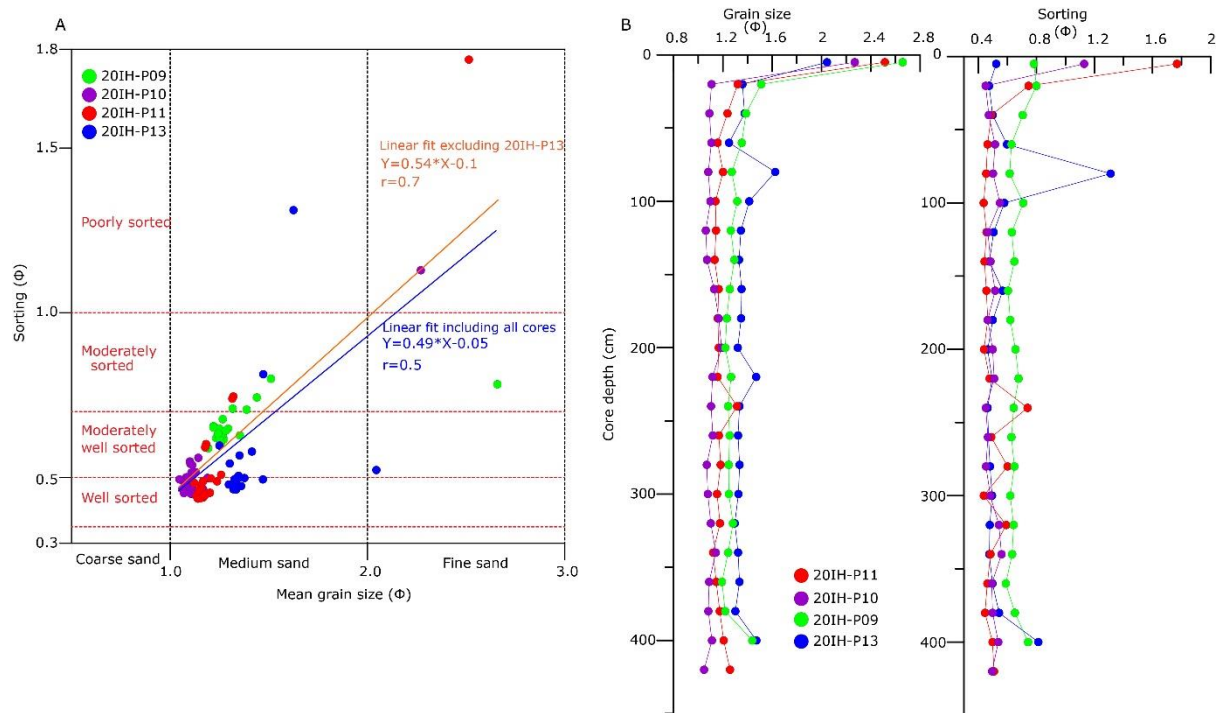 A
1.8
1.5
1.0
0.5
0.3
Sorting (Φ)
20IH-P09
20IH-P10
20IH-P11
20IH-P13
Linear fit excluding 20IH-P13
Y=0.54*X-0.1
r=0.7
Poorly sorted
Linear fit including all cores
Y=0.49*X-0.05
r=0.5
Moderately
sorted
Moderately
well sorted
Well sorted
Coarse sand
Medium sand
Fine sand
1.0
2.0
3.0
Mean grain size (Φ)
B
Grain size
(Φ)
0.8
1.2
1.6
2
2.4
2.8
0
100
200
300
400
Core depth (cm)
20IH-P11
20IH-P10
20IH-P09
20IH-P13
Sorting
(Φ)
0.4
0.8
1.2
1.6
2
0
100
200
300
400